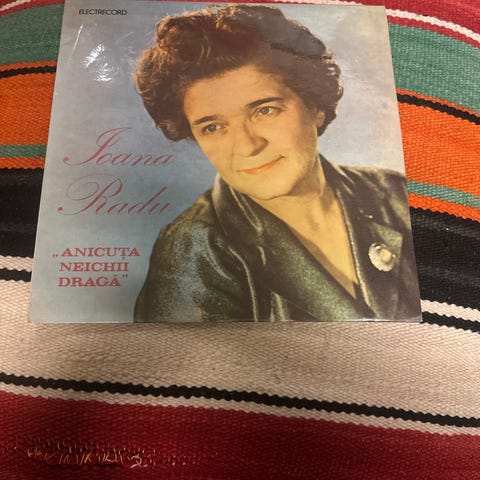 ELECTRECORD
Ioana
Radu
„ANICUȚA
NEICHII
DRAGĂ”